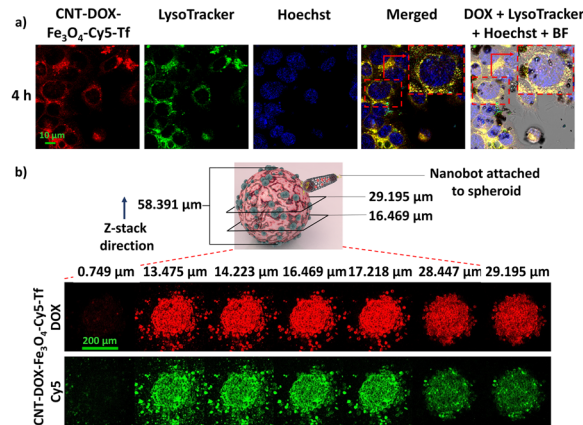 a)
CNT-DOX-
Fe₃O₄-Cy5-Tf
LysoTracker
Hoechst
Merged
DOX + LysoTracker
+ Hoechst + BF
4 h
10 µm
b)
58.391 µm
Z-stack
direction
Nanobot attached
to spheroid
29.195 µm
16.469 µm
0.749 µm 13.475 µm 14.223 µm 16.469 µm 17.218 µm 28.447 µm 29.195 µm
CNT-DOX-Fe₃O₄-Cy5-Tf
DOX
200 µm
Cy5